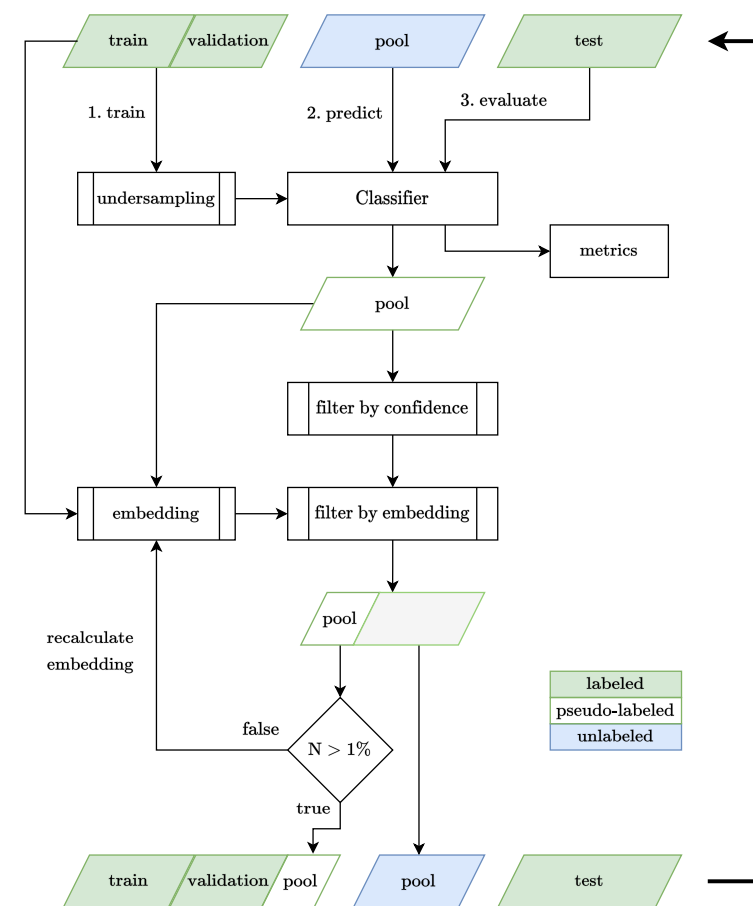 train
validation
pool
test
1. train
2. predict
3. evaluate
undersampling
Classifier
metrics
pool
filter by confidence
embedding
filter by embedding
pool
recalculate
embedding
labeled
pseudo-labeled
unlabeled
false
N > 1%
true
train
validation
pool
pool
test